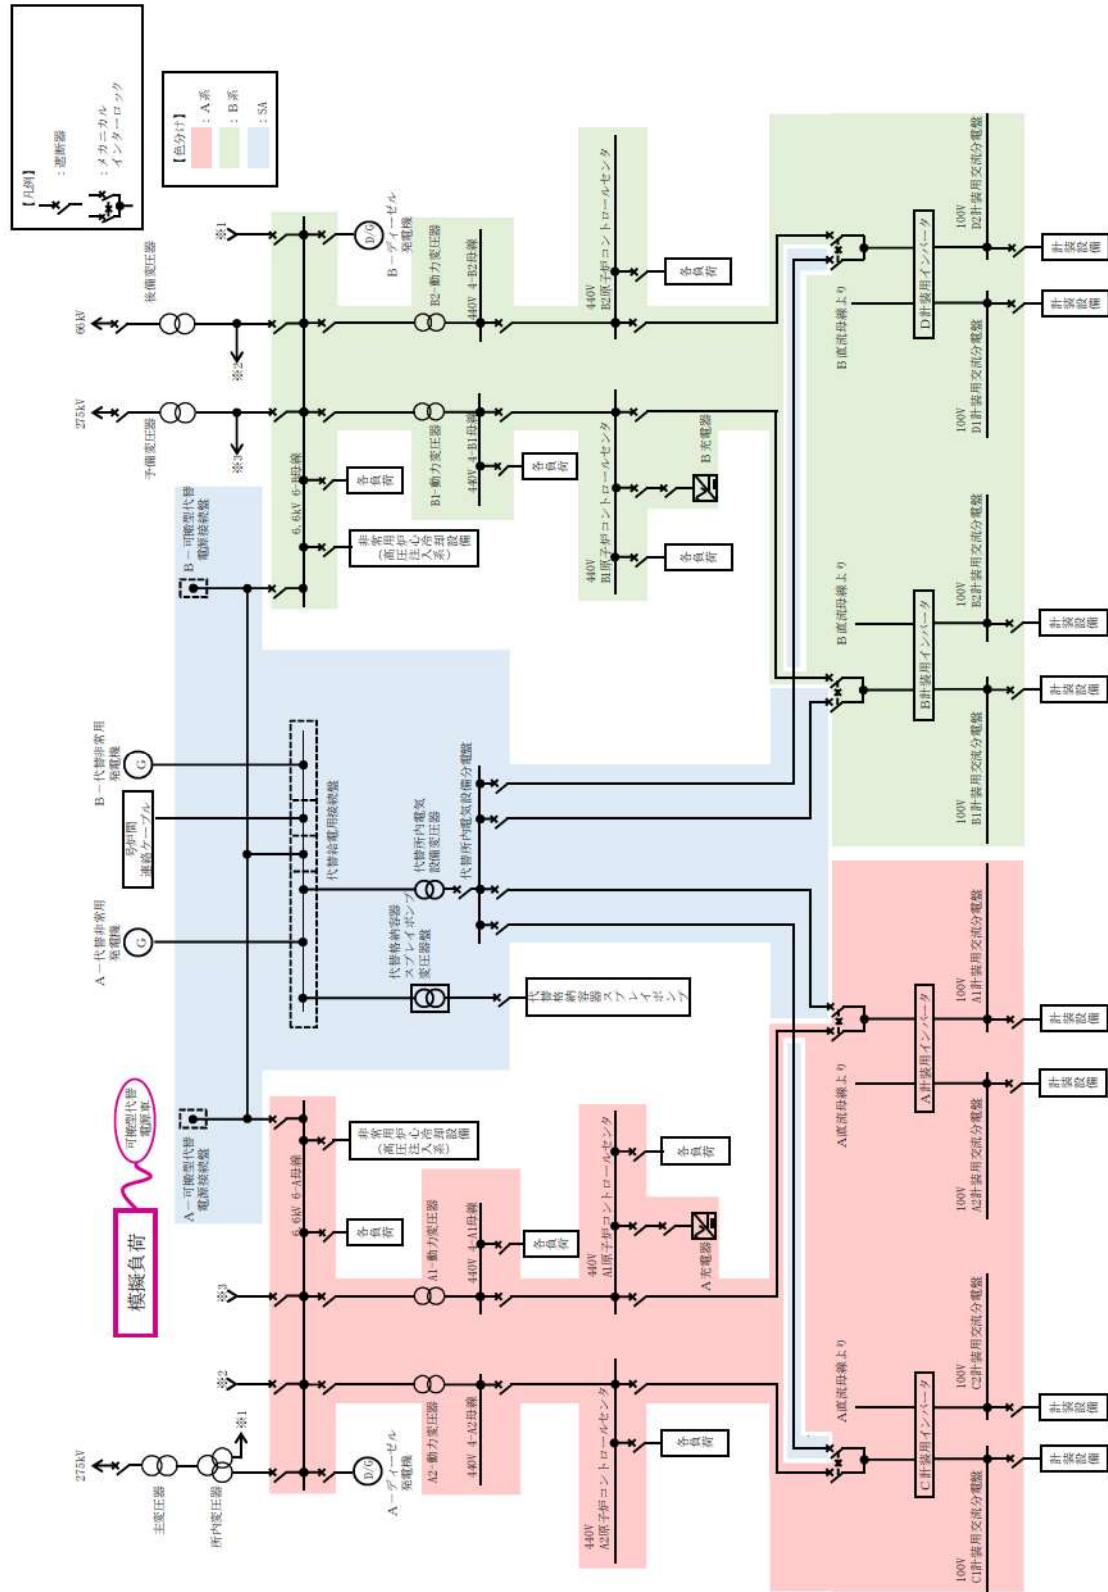 【凡例】
：遮断器
：メカニカル
インターロック
【色分け】
：A系
：B系
：SA
275kV
主変圧器
所内変圧器
※1
※2
※3
模擬負荷
可搬型代替
電源車
A－可搬型代替
電源接続盤
A－代替非常用
発電機
G
号炉間
連絡ケーブル
B－代替非常用
発電機
G
B－可搬型代替
電源接続盤
275kV
予備変圧器
※3
66kV
後備変圧器
※2
※1
6.6kV 6-A母線
D/G
A－ディーゼル
発電機
各負荷
非常用炉心冷却設備
（高圧注入系）
代替給電用接続盤
代替格納容器
スプレイポンプ
変圧器盤
代替所内電気
設備変圧器
代替格納容器スプレイポンプ
代替所内電気設備分電盤
6.6kV 6-B母線
非常用炉心冷却設備
（高圧注入系）
各負荷
D/G
B－ディーゼル
発電機
A2-動力変圧器
440V 4-A2母線
A1-動力変圧器
440V 4-A1母線
各負荷
B1-動力変圧器
440V 4-B1母線
各負荷
B2-動力変圧器
440V 4-B2母線
440V
A2原子炉コントロールセンタ
各負荷
440V
A1原子炉コントロールセンタ
A充電器
各負荷
440V
B1原子炉コントロールセンタ
各負荷
B充電器
440V
B2原子炉コントロールセンタ
各負荷
A直流母線より
C計装用インバータ
100V
C1計装用交流分電盤
100V
C2計装用交流分電盤
計装設備
計装設備
A直流母線より
A計装用インバータ
100V
A2計装用交流分電盤
100V
A1計装用交流分電盤
計装設備
計装設備
B直流母線より
B計装用インバータ
100V
B1計装用交流分電盤
100V
B2計装用交流分電盤
計装設備
計装設備
B直流母線より
D計装用インバータ
100V
D1計装用交流分電盤
100V
D2計装用交流分電盤
計装設備
計装設備